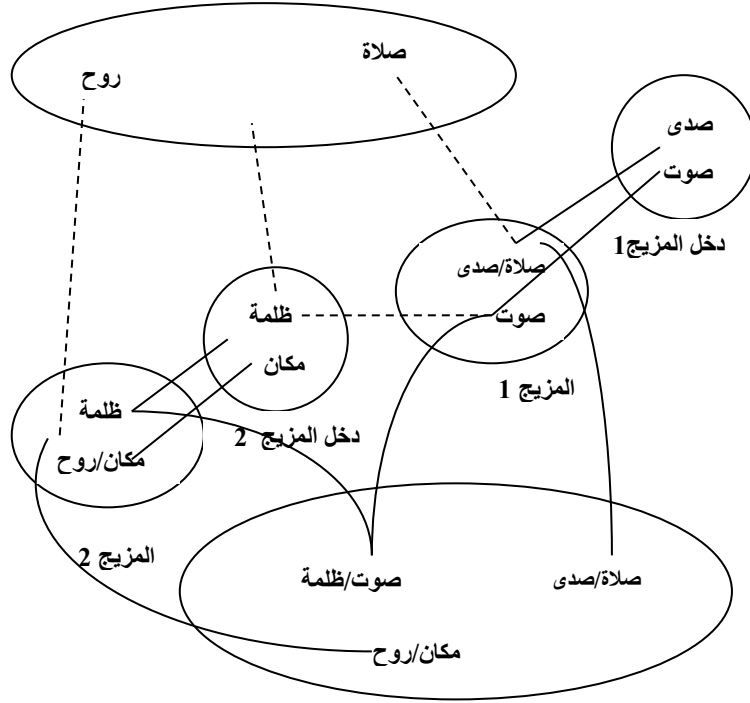 صلاة
روح
صدى
صوت
دخل المزيج1
صلاة/صدى
صوت
ظلمة
مكان
المزيج 1
ظلمة
دخل المزيج 2
مكان/روح
المزيج 2
صلاة/صدى
صوت/ظلمة
مكان/روح